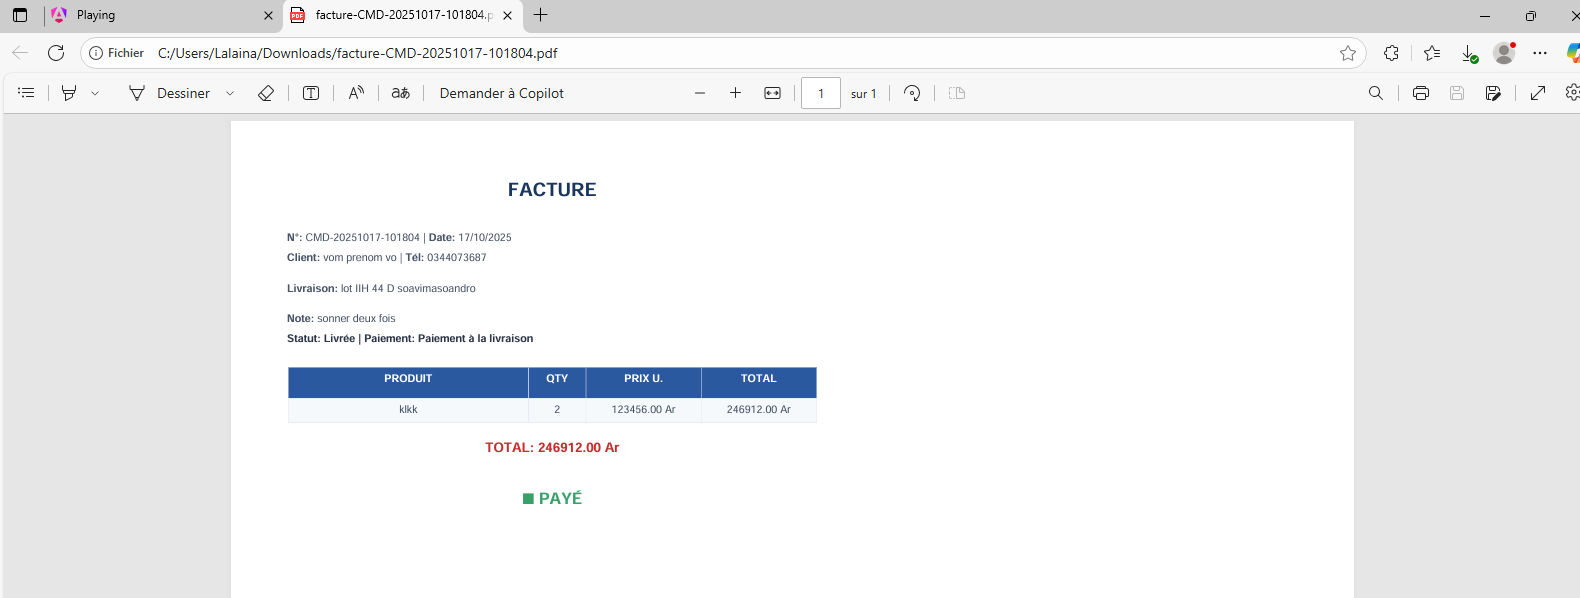 Playing
facture-CMD-20251017-101804.p
Fichier C:/Users/Lalaina/Downloads/facture-CMD-20251017-101804.pdf
Dessiner aあ Demander à Copilot 1 sur 1
FACTURE
N°: CMD-20251017-101804 | Date: 17/10/2025
Client: vom prenom vo | Tél: 0344073687
Livraison: lot IIH 44 D soavimasoandro
Note: sonner deux fois
Statut: Livrée | Paiement: Paiement à la livraison
PRODUIT QTY PRIX U. TOTAL
klkk 2 123456.00 Ar 246912.00 Ar
TOTAL: 246912.00 Ar
■ PAYÉ